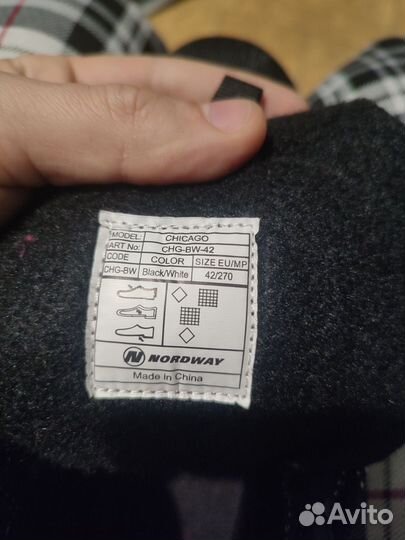 MODEL: CHICAGO
ART No: CHG-BW-42
CODE COLOR SIZE EU/MP
CHG-BW Black/White 42/270
NORDWAY
Made in China
Avito